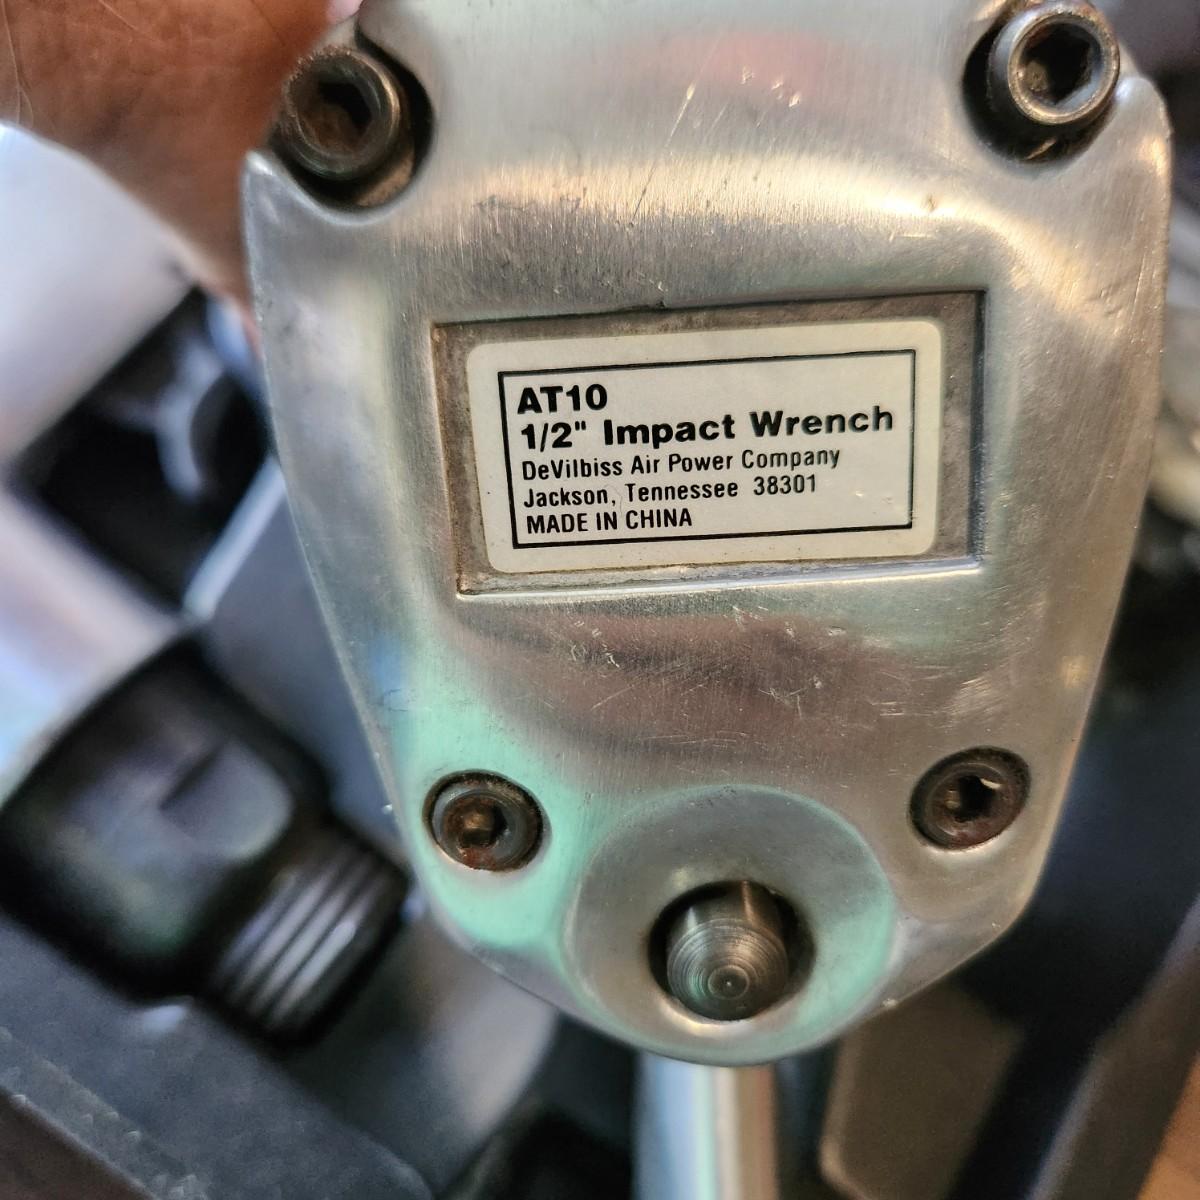 AT10
1/2" Impact Wrench
DeVilbiss Air Power Company
Jackson, Tennessee 38301
MADE IN CHINA